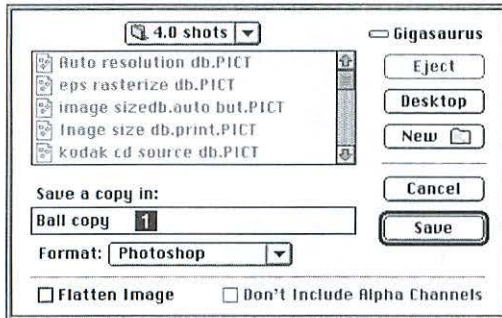 4.0 shots
Gigasaurus
Auto resolution db.PICT
eps rasterize db.PICT
image sizedb.auto but.PICT
Inage size db.print.PICT
kodak cd source db.PICT
Eject
Desktop
New
Save a copy in:
Ball copy 1
Cancel
Save
Format: Photoshop
Flatten Image
Don't Include Alpha Channels